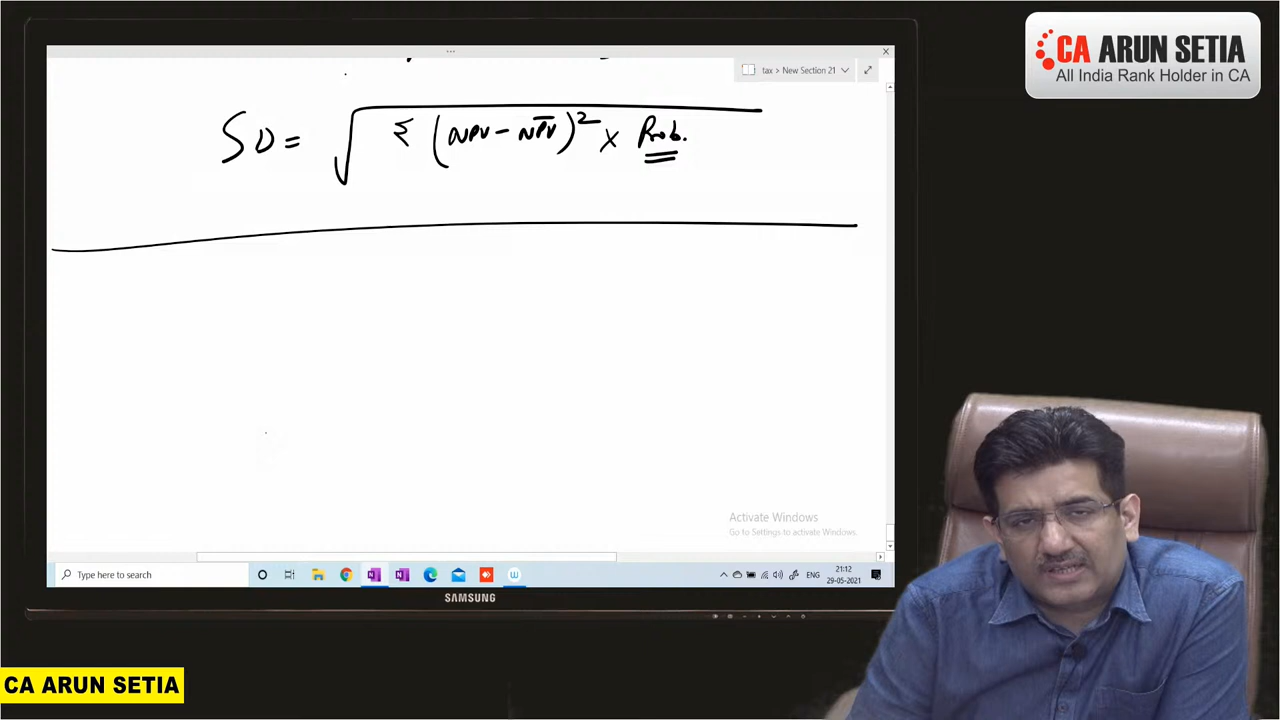 CA ARUN SETIA
All India Rank Holder in CA
tax > New Section 21
SD = √ Σ (NPV - N͞P͞V)² × Prob.
Activate Windows
Go to Settings to activate Windows.
Type here to search
ENG
21:12
29-05-2021
SAMSUNG
CA ARUN SETIA